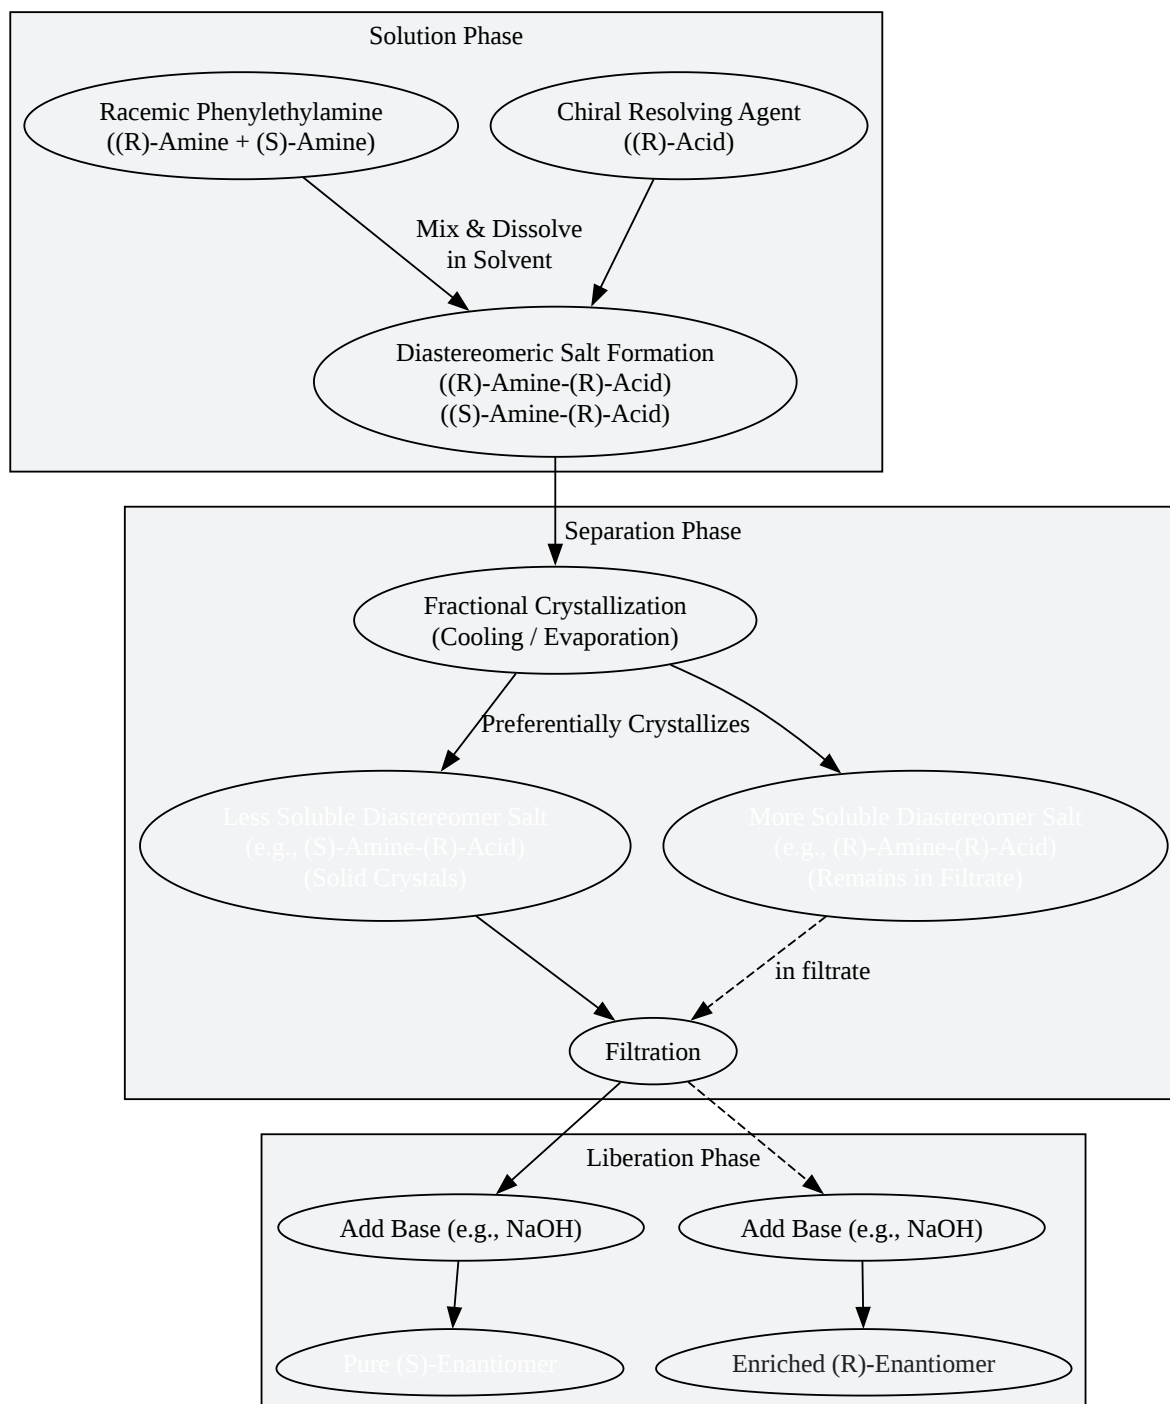 Solution Phase
Racemic Phenylethylamine
((R)-Amine + (S)-Amine)
Chiral Resolving Agent
((R)-Acid)
Mix & Dissolve
in Solvent
Diastereomeric Salt Formation
((R)-Amine-(R)-Acid)
((S)-Amine-(R)-Acid)
Separation Phase
Fractional Crystallization
(Cooling / Evaporation)
Preferentially Crystallizes
Less Soluble Diastereomer Salt
(e.g., (S)-Amine-(R)-Acid)
(Solid Crystals)
More Soluble Diastereomer Salt
(e.g., (R)-Amine-(R)-Acid)
(Remains in Filtrate)
in filtrate
Filtration
Liberation Phase
Add Base (e.g., NaOH)
Add Base (e.g., NaOH)
Pure (S)-Enantiomer
Enriched (R)-Enantiomer